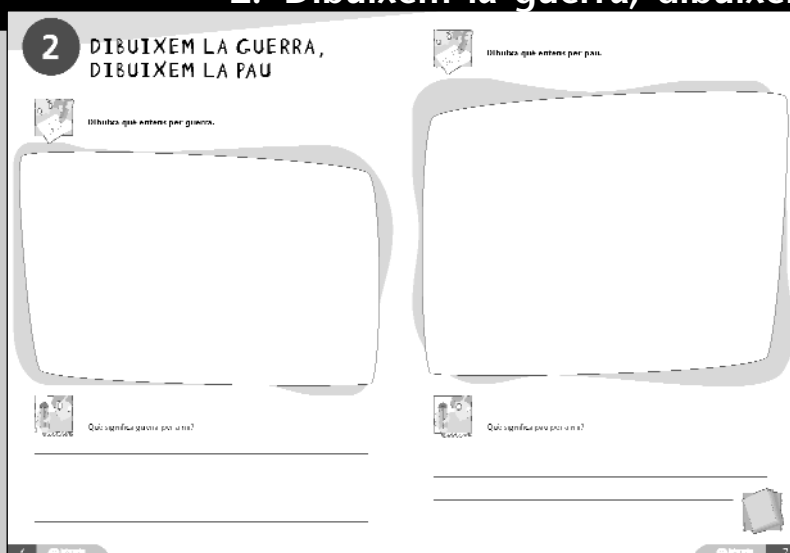 2. Dibuixem la guerra, dibuixem
2
DIBUIXEM LA GUERRA,
DIBUIXEM LA PAU
Dibuixa què entens per guerra.
Què significa guerra per a mi?
Dibuixa què entens per pau.
Què significa pau per a mi?